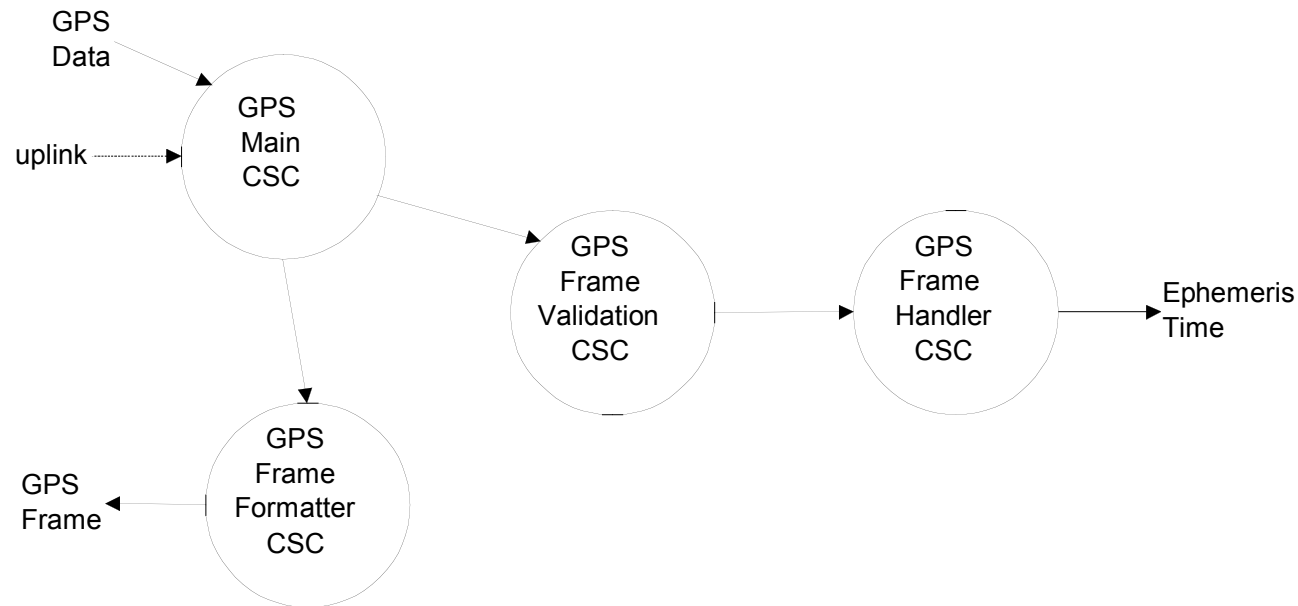 GPS
Data
uplink
GPS
Main
CSC
GPS
Frame
Validation
CSC
GPS
Frame
Handler
CSC
Ephemeris
Time
GPS
Frame
Formatter
CSC
GPS
Frame